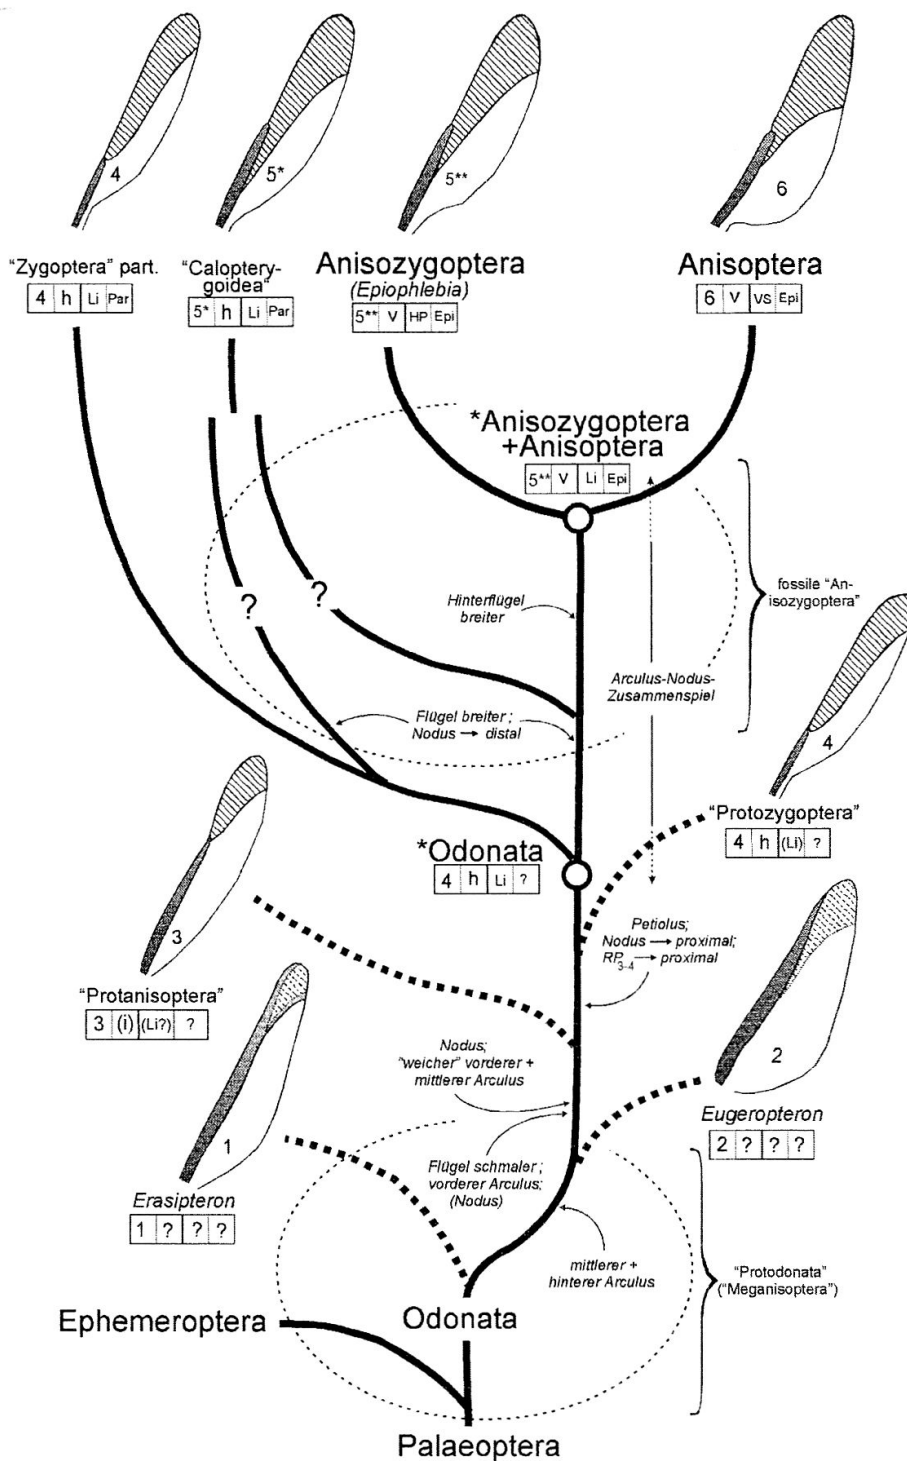 4
5*
5**
6
"Zygoptera" part.
4 h Li Par
"Caloptery-
goidea"
5* h Li Par
Anisozygoptera
(Epiophlebia)
5** V HP Epi
Anisoptera
6 V VS Epi
*Anisozygoptera
+Anisoptera
5** V Li Epi
?
?
Hinterflügel
breiter
fossile "An-
isozygoptera"
Arculus-Nodus-
Zusammenspiel
Flügel breiter ;
Nodus → distal
4
"Protozygoptera"
4 h (Li) ?
*Odonata
4 h Li ?
3
"Protanisoptera"
3 (i) (Li?) ?
Petiolus;
Nodus → proximal;
RP3-4 → proximal
2
Eugeropteron
2 ? ? ?
Nodus;
"weicher" vorderer +
mittlerer Arculus
1
Erasipteron
1 ? ? ?
Flügel schmaler ;
vorderer Arculus;
(Nodus)
mittlerer +
hinterer Arculus
"Protodonata"
("Meganisoptera")
Ephemeroptera
Odonata
Palaeoptera